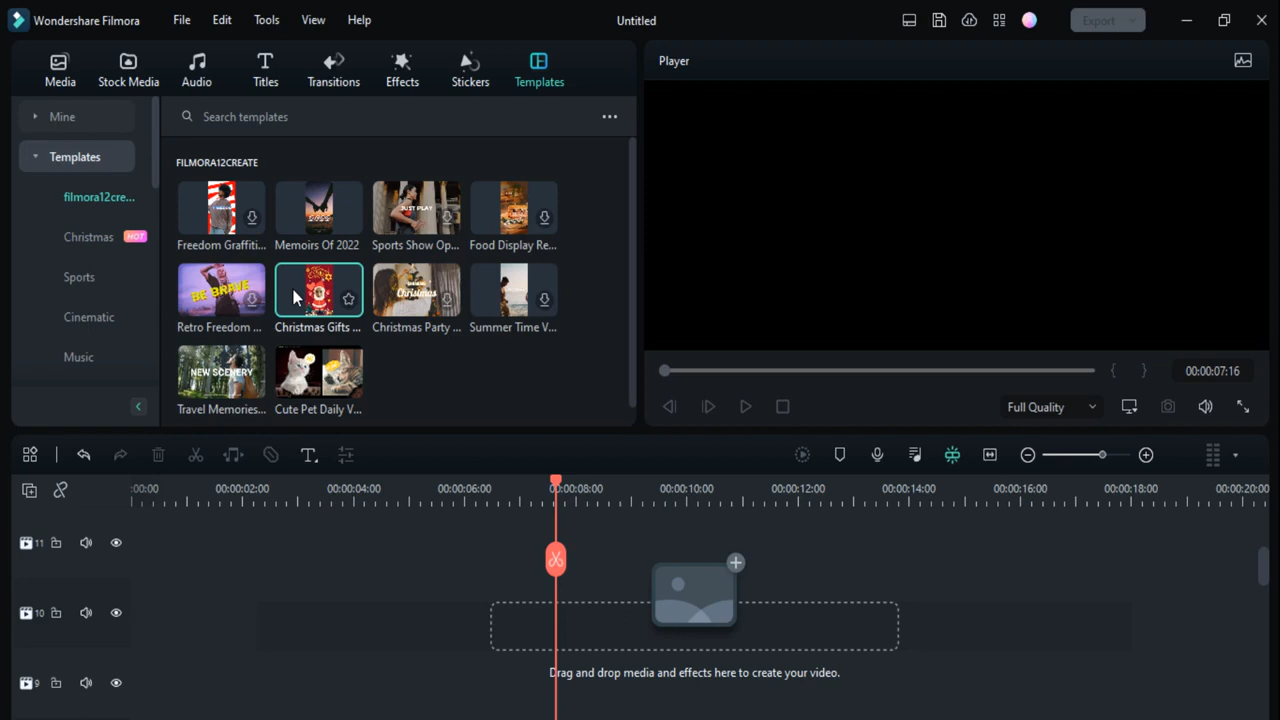 Wondershare Filmora File Edit Tools View Help Untitled Export
Media Stock Media Audio Titles Transitions Effects Stickers Templates
Player
Mine
Search templates
Templates
FILMORA12CREATE
filmora12cre...
Christmas HOT
Sports
Cinematic
Music
JUST PLAY
Freedom Graffiti... Memoirs Of 2022 Sports Show Op... Food Display Re...
BE BRAVE
Christmas
Retro Freedom ... Christmas Gifts ... Christmas Party ... Summer Time V...
NEW SCENERY
Travel Memories... Cute Pet Daily V...
{ } 00:00:07:16
Full Quality
:00:00 00:00:02:00 00:00:04:00 00:00:06:00 00:00:08:00 00:00:10:00 00:00:12:00 00:00:14:00 00:00:16:00 00:00:18:00 00:00:20:00
11
10
9
Drag and drop media and effects here to create your video.